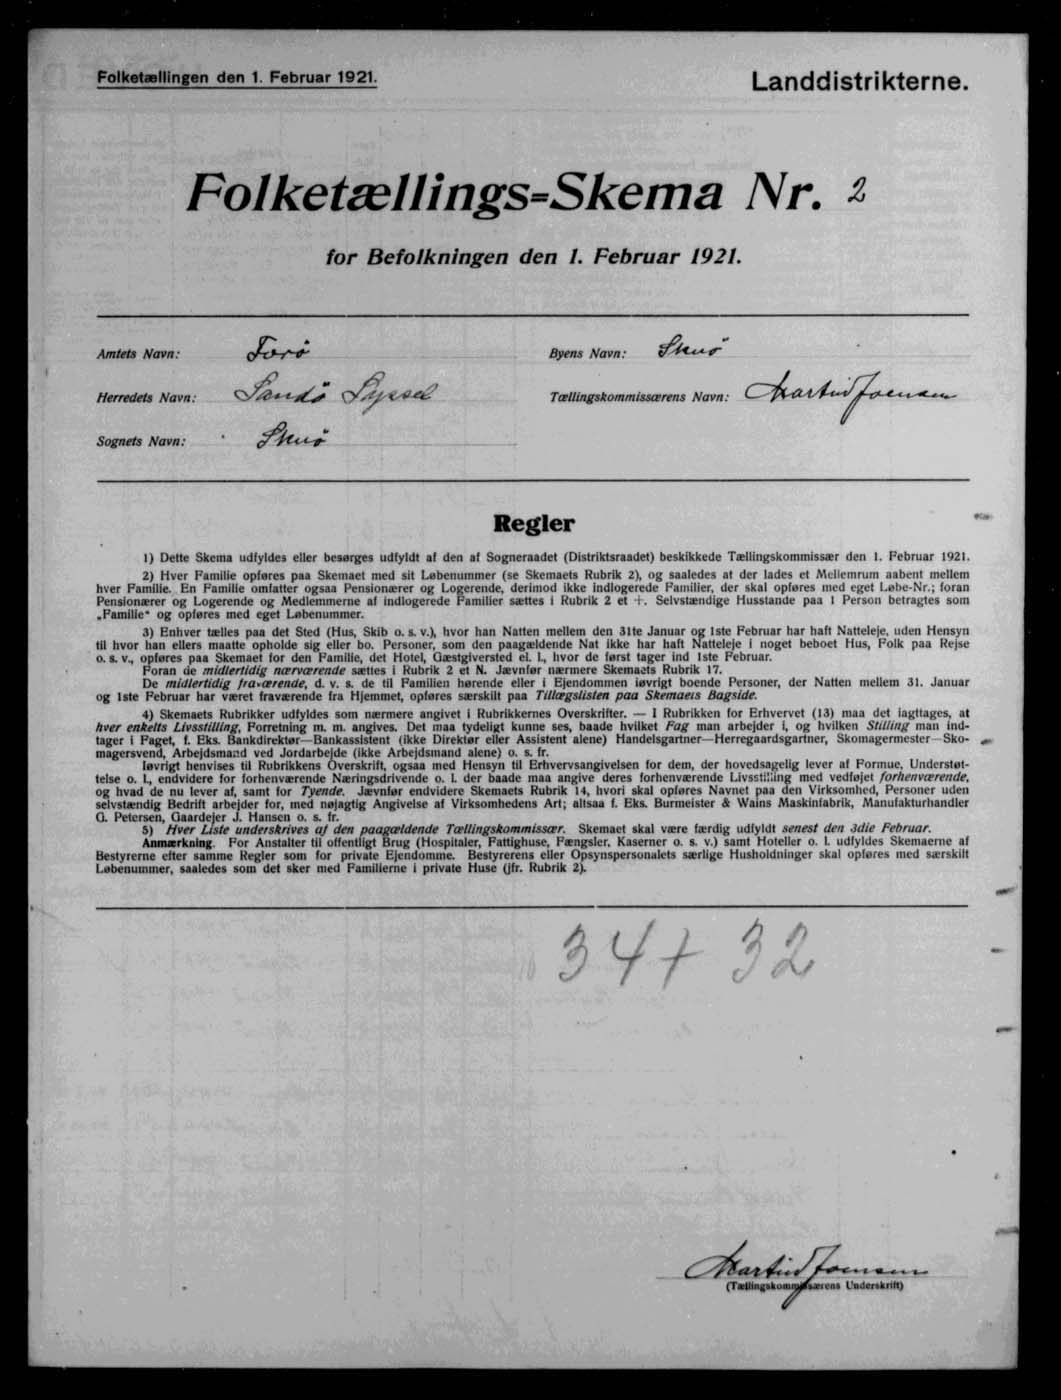 Folketællingen den 1. Februar 1921.
Landdistrikterne.
Folketællings=Skema Nr. 2
for Befolkningen den 1. Februar 1921.
Amtets Navn: Færø
Byens Navn: Skuö
Herredets Navn: Sandö Syssel
Tællingskommissærens Navn: Martin Joensen
Sognets Navn: Skuö
Regler
1) Dette Skema udfyldes eller besørges udfyldt af den af Sogneraadet (Distriktsraadet) beskikkede Tællingskommissær den 1. Februar 1921.
2) Hver Familie opføres paa Skemaet med sit Løbenummer (se Skemaets Rubrik 2), og saaledes at der lades et Mellemrum aabent mellem
hver Familie. En Familie omfatter ogsaa Pensionærer og Logerende, derimod ikke indlogerede Familier, der skal opføres med eget Løbe-Nr.; foran
Pensionærer og Logerende og Medlemmerne af indlogerede Familier sættes i Rubrik 2 et +. Selvstændige Husstande paa 1 Person betragtes som
„Familie“ og opføres med eget Løbenummer.
3) Enhver tælles paa det Sted (Hus, Skib o. s. v.), hvor han Natten mellem den 31te Januar og 1ste Februar har haft Natteleje, uden Hensyn
til hvor han ellers maatte opholde sig eller bo. Personer, som den paagældende Nat ikke har haft Natteleje i noget beboet Hus, Folk paa Rejse
o. s. v., opføres paa Skemaet for den Familie, det Hotel, Gæstgiversted el. l., hvor de først tager ind 1ste Februar.
Foran de midlertidig nærværende sættes i Rubrik 2 et N. Jævnfør nærmere Skemaets Rubrik 17.
De midlertidig fraværende, d. v. s. de til Familien hørende eller i Ejendommen iøvrigt boende Personer, der Natten mellem 31. Januar
og 1ste Februar har været fraværende fra Hjemmet, opføres særskilt paa Tillægslisten paa Skemaets Bagside.
4) Skemaets Rubrikker udfyldes som nærmere angivet i Rubrikkernes Overskrifter. — I Rubrikken for Erhvervet (13) maa det iagttages, at
hver enkelts Livsstilling, Forretning m. m. angives. Det maa tydeligt kunne ses, baade hvilket Fag man arbejder i, og hvilken Stilling man ind-
tager i Faget, f. Eks. Bankdirektør—Bankassistent (ikke Direktør eller Assistent alene) Handelsgartner—Herregaardsgartner, Skomagermester—Sko-
magersvend, Arbejdsmand ved Jordarbejde (ikke Arbejdsmand alene) o. s. fr.
Iøvrigt henvises til Rubrikkens Overskrift, ogsaa med Hensyn til Erhvervsangivelsen for dem, der hovedsagelig lever af Formue, Understøt-
telse o. l., endvidere for forhenværende Næringsdrivende o. l. der baade maa angive deres forhenværende Livsstilling med vedføjet forhenværende,
og hvad de nu lever af, samt for Tyende. Jævnfør endvidere Skemaets Rubrik 14, hvori skal opføres Navnet paa den Virksomhed, Personer uden
selvstændig Bedrift arbejder for, med nøjagtig Angivelse af Virksomhedens Art; altsaa f. Eks. Burmeister & Wains Maskinfabrik, Manufakturhandler
G. Petersen, Gaardejer J. Hansen o. s. fr.
5) Hver Liste underskrives af den paagældende Tællingskommissær. Skemaet skal være færdig udfyldt senest den 3die Februar.
Anmærkning. For Anstalter til offentligt Brug (Hospitaler, Fattighuse, Fængsler, Kaserner o. s. v.) samt Hoteller o. l. udfyldes Skemaerne af
Bestyrerne efter samme Regler som for private Ejendomme. Bestyrerens eller Opsynspersonalets særlige Husholdninger skal opføres med særskilt
Løbenummer, saaledes som det sker med Familierne i private Huse (jfr. Rubrik 2).
34 + 32
Martin Joensen
(Tællingskommissærens Underskrift)